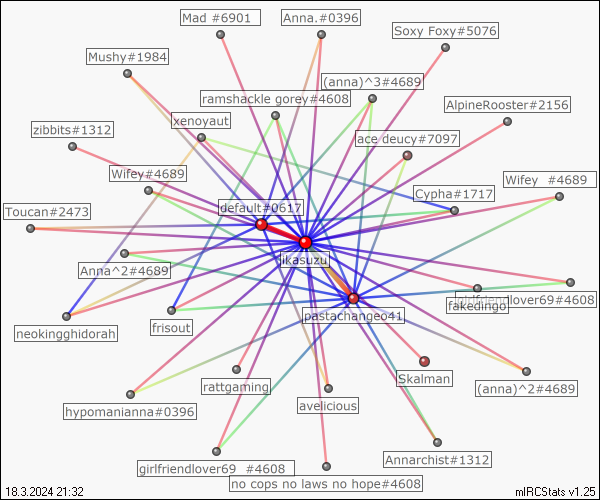 Mad #6901
Anna.#0396
Soxy Foxy#5076
Mushy#1984
(anna)^3#4689
ramshackle gorey#4608
AlpineRooster#2156
xenoyaut
zibbits#1312
ace deucy#7097
Wifey#4689
Wifey #4689
Cypha#1717
default#0617
Toucan#2473
ikasuzu
Anna^2#4689
girlfriendlover69#4608
fakedingo
pastachangeo41
neokingghidorah
frisout
Skalman
rattgaming
(anna)^2#4689
avelicious
hypomanianna#0396
Annarchist#1312
girlfriendlover69 #4608
no cops no laws no hope#4608
18.3.2024 21:32
mIRCStats v1.25